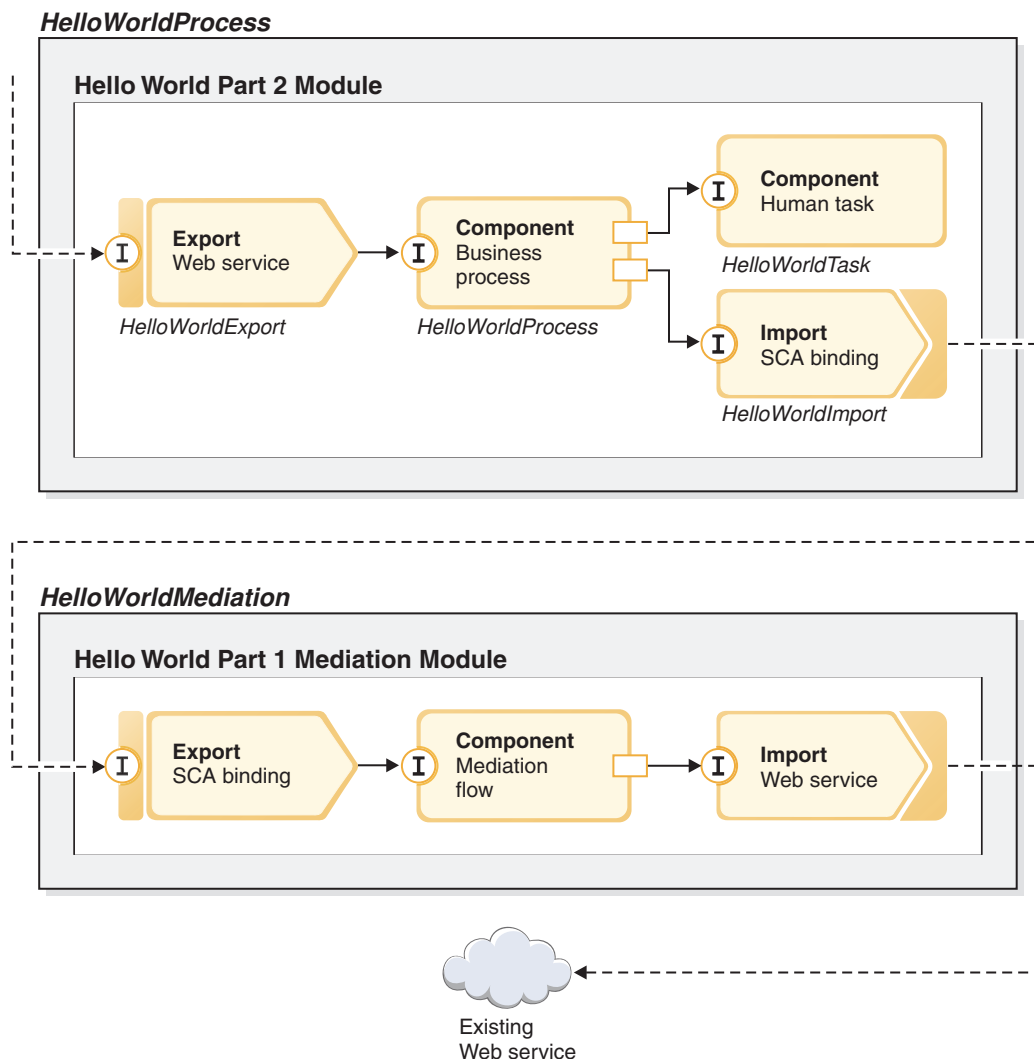 HelloWorldProcess
Hello World Part 2 Module
I
Export
Web service
HelloWorldExport
I
Component
Business
process
HelloWorldProcess
I
Component
Human task
HelloWorldTask
I
Import
SCA binding
HelloWorldImport
HelloWorldMediation
Hello World Part 1 Mediation Module
I
Export
SCA binding
I
Component
Mediation
flow
I
Import
Web service
Existing
Web service